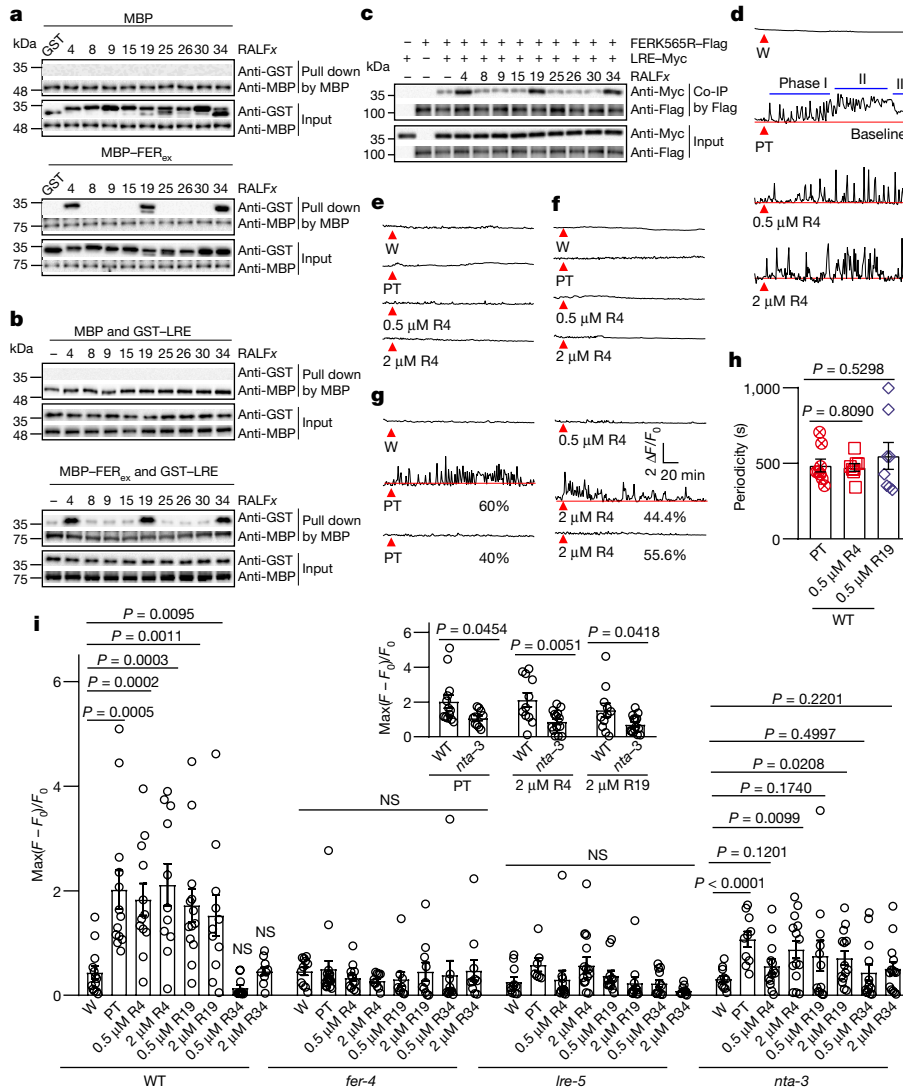 a
MBP
kDa
GST 4 8 9 15 19 25 26 30 34 RALFx
35
48
Anti-GST
Anti-MBP
Pull down by MBP
35
48
Anti-GST
Anti-MBP
Input
MBP–FERex
GST 4 8 9 15 19 25 26 30 34 RALFx
35
75
Anti-GST
Anti-MBP
Pull down by MBP
35
75
Anti-GST
Anti-MBP
Input
b
MBP and GST–LRE
kDa
– 4 8 9 15 19 25 26 30 34 RALFx
35
48
Anti-GST
Anti-MBP
Pull down by MBP
35
48
Anti-GST
Anti-MBP
Input
MBP–FERex and GST–LRE
– 4 8 9 15 19 25 26 30 34 RALFx
35
75
Anti-GST
Anti-MBP
Pull down by MBP
35
75
Anti-GST
Anti-MBP
Input
c
– + + + + + + + + + + + FERK565R–Flag
+ – + + + + + + + + + + LRE–Myc
kDa
4 8 9 15 19 25 26 30 34 RALFx
35
100
Anti-Myc
Anti-Flag
Co-IP by Flag
35
100
Anti-Myc
Anti-Flag
Input
d
W
Phase I II II
Baseline
PT
0.5 μM R4
2 μM R4
e
W
PT
0.5 μM R4
2 μM R4
f
W
PT
0.5 μM R4
2 μM R4
g
W
0.5 μM R4
2 ΔF/F0
20 min
PT 60%
2 μM R4 44.4%
PT 40%
2 μM R4 55.6%
h
P = 0.5298
P = 0.8090
1,000
500
0
Periodicity (s)
PT
0.5 μM R4
0.5 μM R19
WT
i
P = 0.0095
P = 0.0011
P = 0.0003
P = 0.0002
P = 0.0005
6
4
2
0
Max(F – F0)/F0
NS
NS
W PT 0.5 μM R4 2 μM R4 0.5 μM R19 2 μM R19 0.5 μM R34 2 μM R34
WT
NS
W PT 0.5 μM R4 2 μM R4 0.5 μM R19 2 μM R19 0.5 μM R34 2 μM R34
fer-4
NS
W PT 0.5 μM R4 2 μM R4 0.5 μM R19 2 μM R19 0.5 μM R34 2 μM R34
lre-5
P = 0.2201
P = 0.4997
P = 0.0208
P = 0.1740
P = 0.0099
P = 0.1201
P < 0.0001
W PT 0.5 μM R4 2 μM R4 0.5 μM R19 2 μM R19 0.5 μM R34 2 μM R34
nta-3
6
4
2
0
Max(F – F0)/F0
P = 0.0454
P = 0.0051
P = 0.0418
WT nta-3 WT nta-3 WT nta-3
PT 2 μM R4 2 μM R19